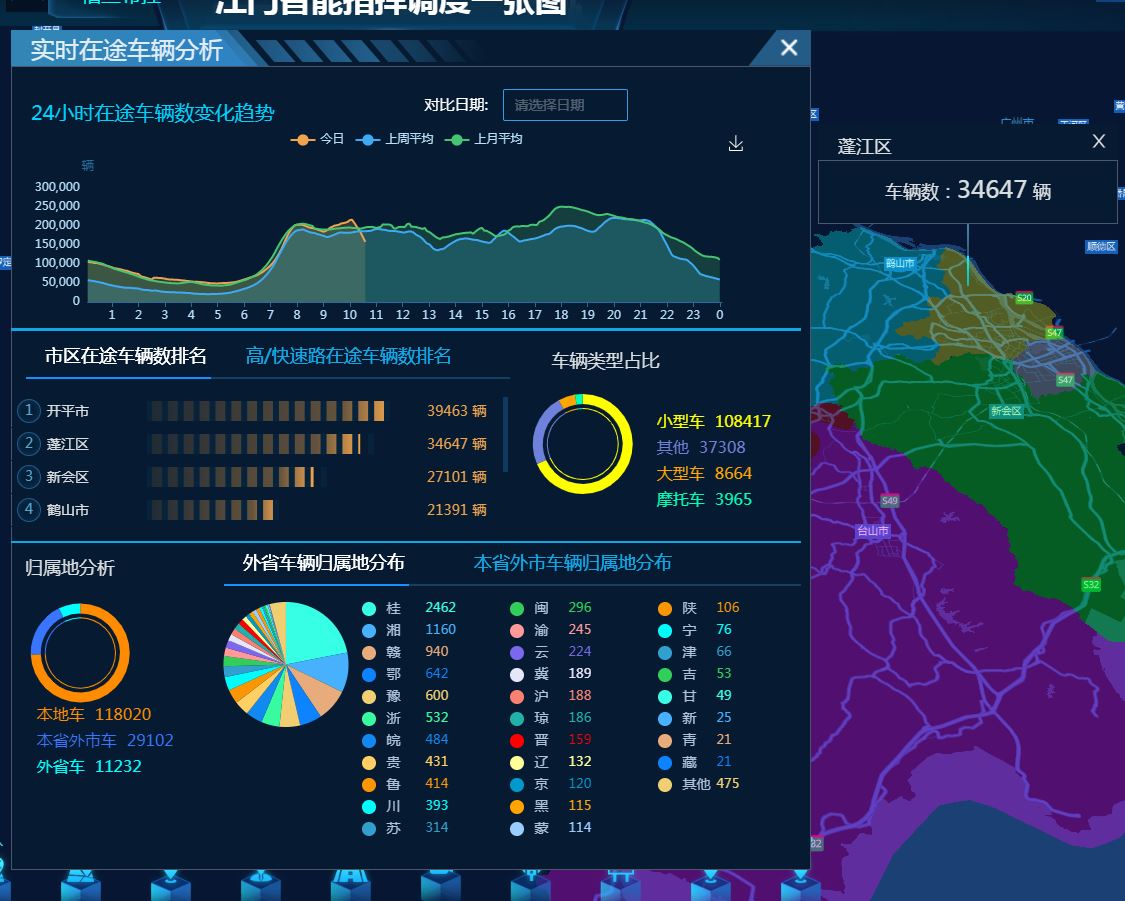 江门智能指挥调度一张图
实时在途车辆分析
24小时在途车辆数变化趋势
对比日期: 请选择日期
今日 上周平均 上月平均
辆
300,000
250,000
200,000
150,000
100,000
50,000
0
1 2 3 4 5 6 7 8 9 10 11 12 13 14 15 16 17 18 19 20 21 22 23 0
市区在途车辆数排名 高/快速路在途车辆数排名
1 开平市 39463 辆
2 蓬江区 34647 辆
3 新会区 27101 辆
4 鹤山市 21391 辆
车辆类型占比
小型车 108417
其他 37308
大型车 8664
摩托车 3965
归属地分析
本地车 118020
本省外市车 29102
外省车 11232
外省车辆归属地分布 本省外市车辆归属地分布
桂 2462 闽 296 陕 106
湘 1160 渝 245 宁 76
赣 940 云 224 津 66
鄂 642 冀 189 吉 53
豫 600 沪 188 甘 49
浙 532 琼 186 新 25
皖 484 晋 159 青 21
贵 431 辽 132 藏 21
鲁 414 京 120 其他 475
川 393 黑 115
苏 314 蒙 114
广州市
蓬江区 X
车辆数 : 34647 辆
顺德区
鹤山市
S20
S47
S47
新会区
S49
台山市
S32